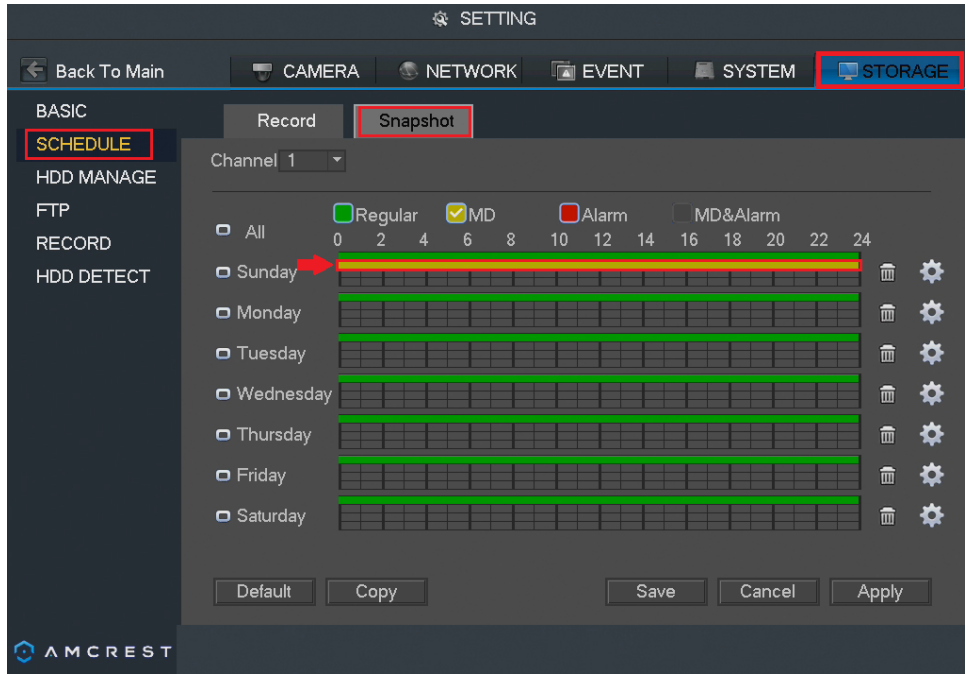 SETTING
Back To Main CAMERA NETWORK EVENT SYSTEM STORAGE
BASIC
SCHEDULE
HDD MANAGE
FTP
RECORD
HDD DETECT
Record Snapshot
Channel 1
Regular MD Alarm MD&Alarm
All 0 2 4 6 8 10 12 14 16 18 20 22 24
Sunday
Monday
Tuesday
Wednesday
Thursday
Friday
Saturday
Default Copy Save Cancel Apply
AMCREST